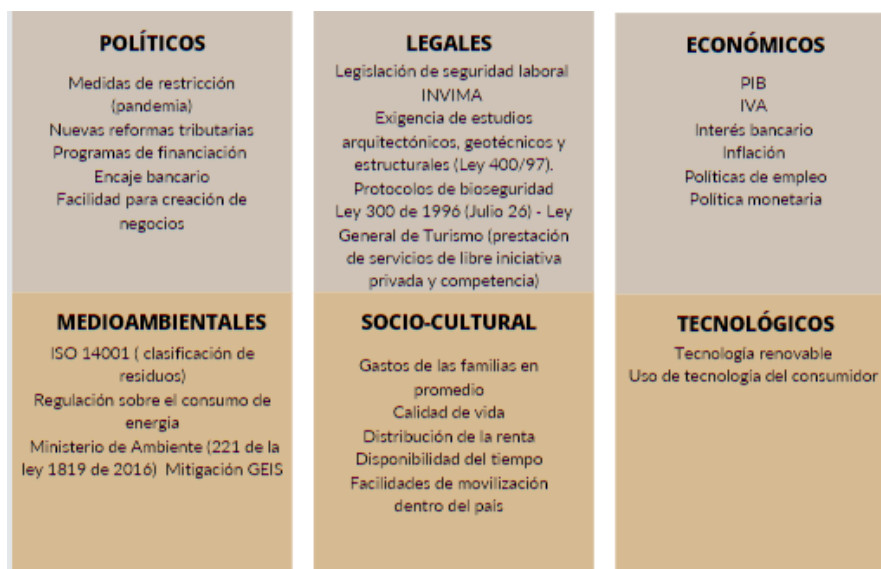 POLÍTICOS
Medidas de restricción
(pandemia)
Nuevas reformas tributarias
Programas de financiación
Encaje bancario
Facilidad para creación de
negocios
LEGALES
Legislación de seguridad laboral
INVIMA
Exigencia de estudios
arquitectónicos, geotécnicos y
estructurales (Ley 400/97).
Protocolos de bioseguridad
Ley 300 de 1996 (Julio 26) - Ley
General de Turismo (prestación
de servicios de libre iniciativa
privada y competencia)
ECONÓMICOS
PIB
IVA
Interés bancario
Inflación
Políticas de empleo
Política monetaria
MEDIOAMBIENTALES
ISO 14001 ( clasificación de
residuos)
Regulación sobre el consumo de
energía
Ministerio de Ambiente (221 de la
ley 1819 de 2016) Mitigación GEIS
SOCIO-CULTURAL
Gastos de las familias en
promedio
Calidad de vida
Distribución de la renta
Disponibilidad del tiempo
Facilidades de movilización
dentro del país
TECNOLÓGICOS
Tecnología renovable
Uso de tecnología del consumidor